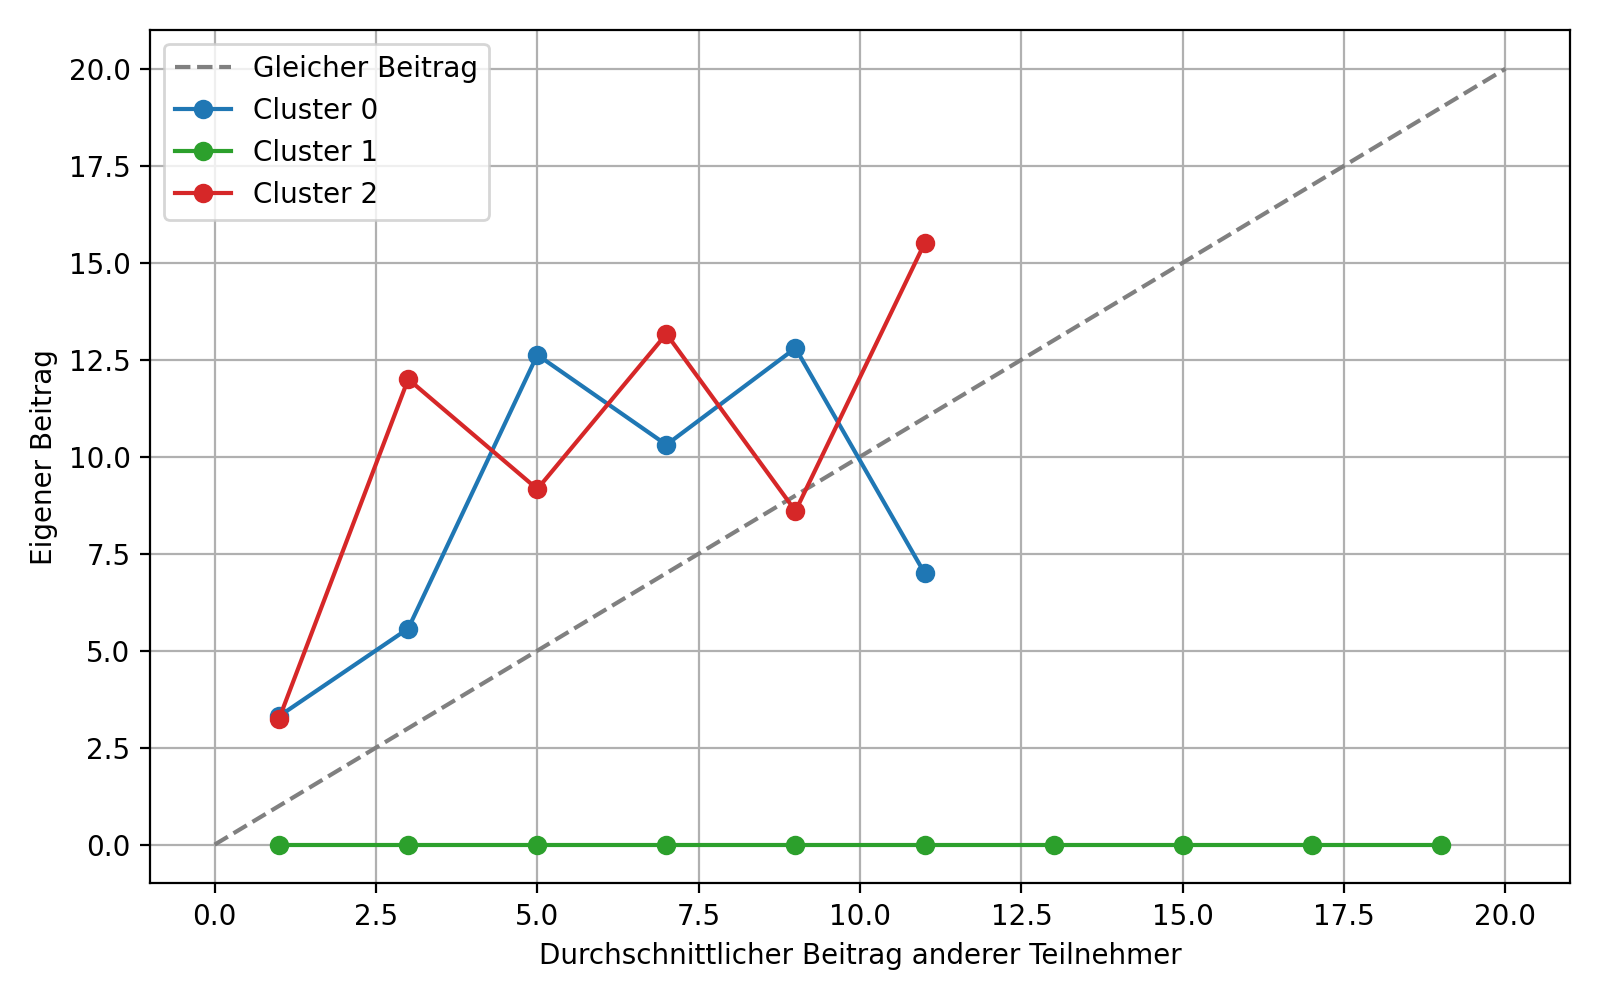 Gleicher Beitrag
Cluster 0
Cluster 1
Cluster 2
20.0
17.5
15.0
12.5
10.0
7.5
5.0
2.5
0.0
Eigener Beitrag
0.0 2.5 5.0 7.5 10.0 12.5 15.0 17.5 20.0
Durchschnittlicher Beitrag anderer Teilnehmer